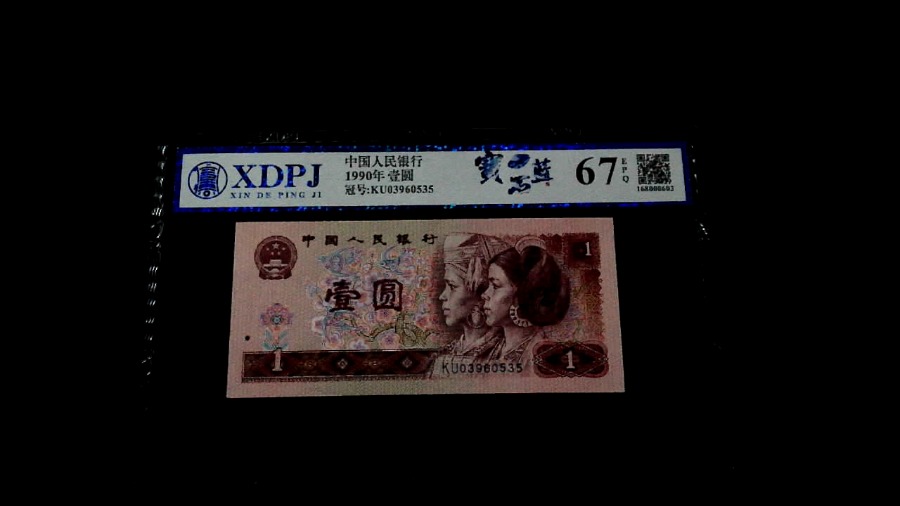 XDPJ
XIN DE PING JI
中国人民银行
1990年 壹圆
冠号:KU03960535
67
EPQ
168000602
中国人民银行
1
壹圆
1
KU03960535
1